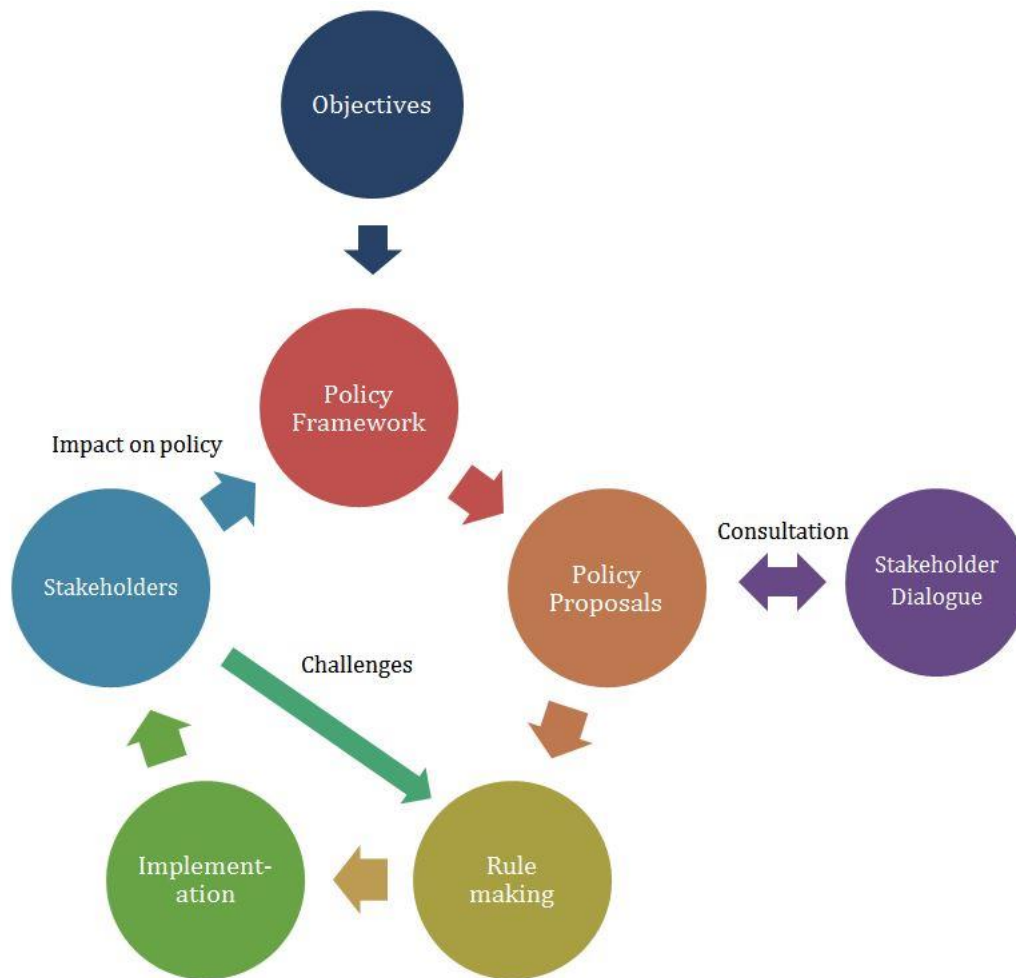 Objectives
Policy
Framework
Impact on policy
Stakeholders
Policy
Proposals
Consultation
Stakeholder
Dialogue
Challenges
Implement-
ation
Rule
making